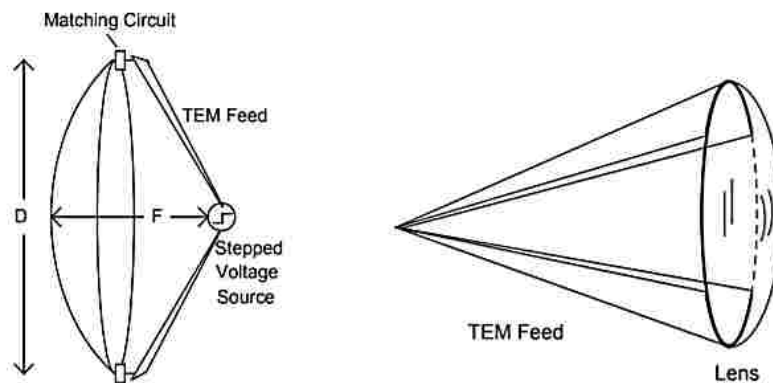 Matching Circuit
TEM Feed
D
F
Stepped
Voltage
Source
TEM Feed
Lens